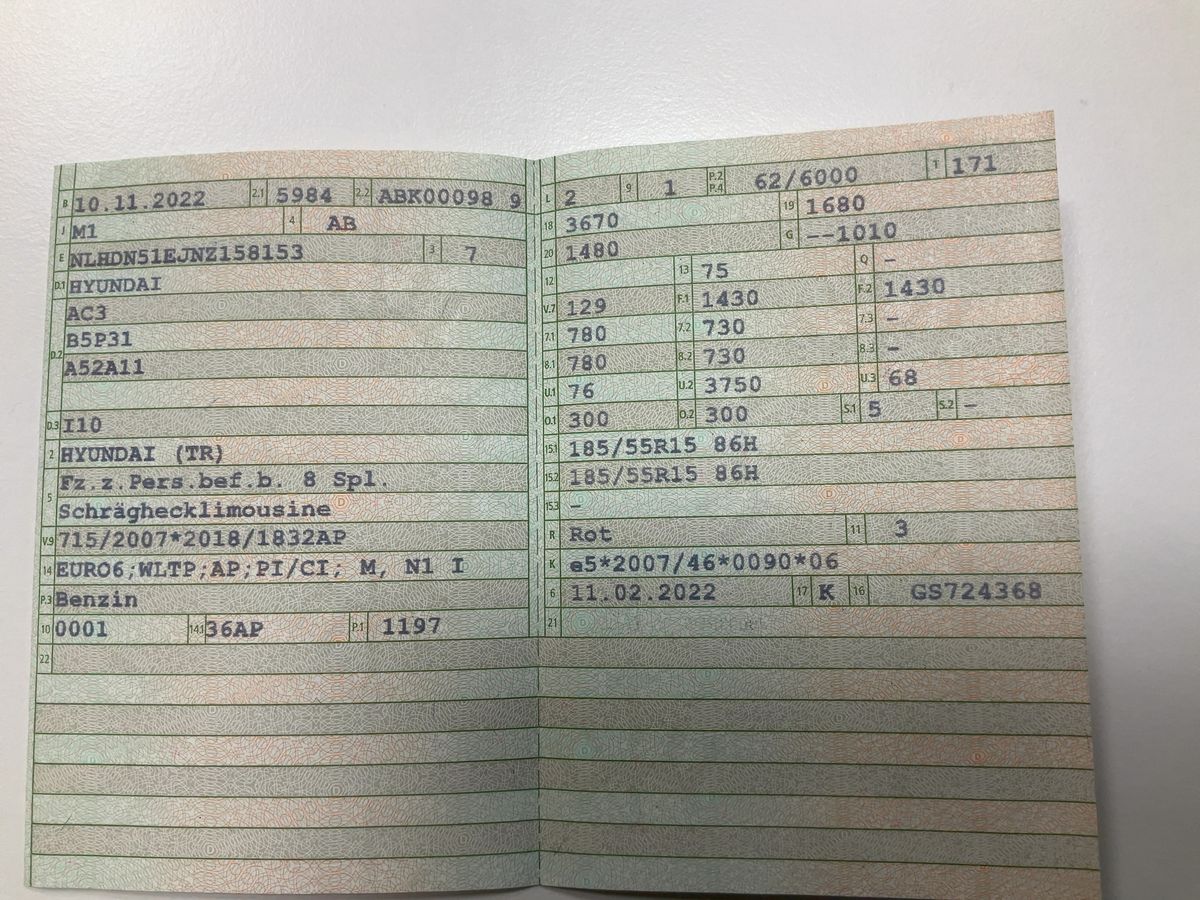 B 10.11.2022 2.1 5984 2.2 ABK00098 9
J M1 4 AB
E NLHDN51EJNZ158153 3 7
D.1 HYUNDAI
AC3
D.2 B5P31
A52A11
D.3 I10
2 HYUNDAI (TR)
5 Fz.z.Pers.bef.b. 8 Spl.
Schräghecklimousine
V.9 715/2007*2018/1832AP
14 EURO6;WLTP;AP;PI/CI; M, N1 I
P.3 Benzin
10 0001 14.1 36AP P.1 1197
22
L 2 9 1 P.2 P.4 62/6000 T 171
18 3670 19 1680
20 1480 G --1010
12 13 75 Q -
V.7 129 F.1 1430 F.2 1430
7.1 780 7.2 730 7.3 -
8.1 780 8.2 730 8.3 -
U.1 76 U.2 3750 U.3 68
O.1 300 O.2 300 S.1 5 S.2 -
15.1 185/55R15 86H
15.2 185/55R15 86H
15.3 -
R Rot 11 3
K e5*2007/46*0090*06
6 11.02.2022 17 K 16 GS724368
21